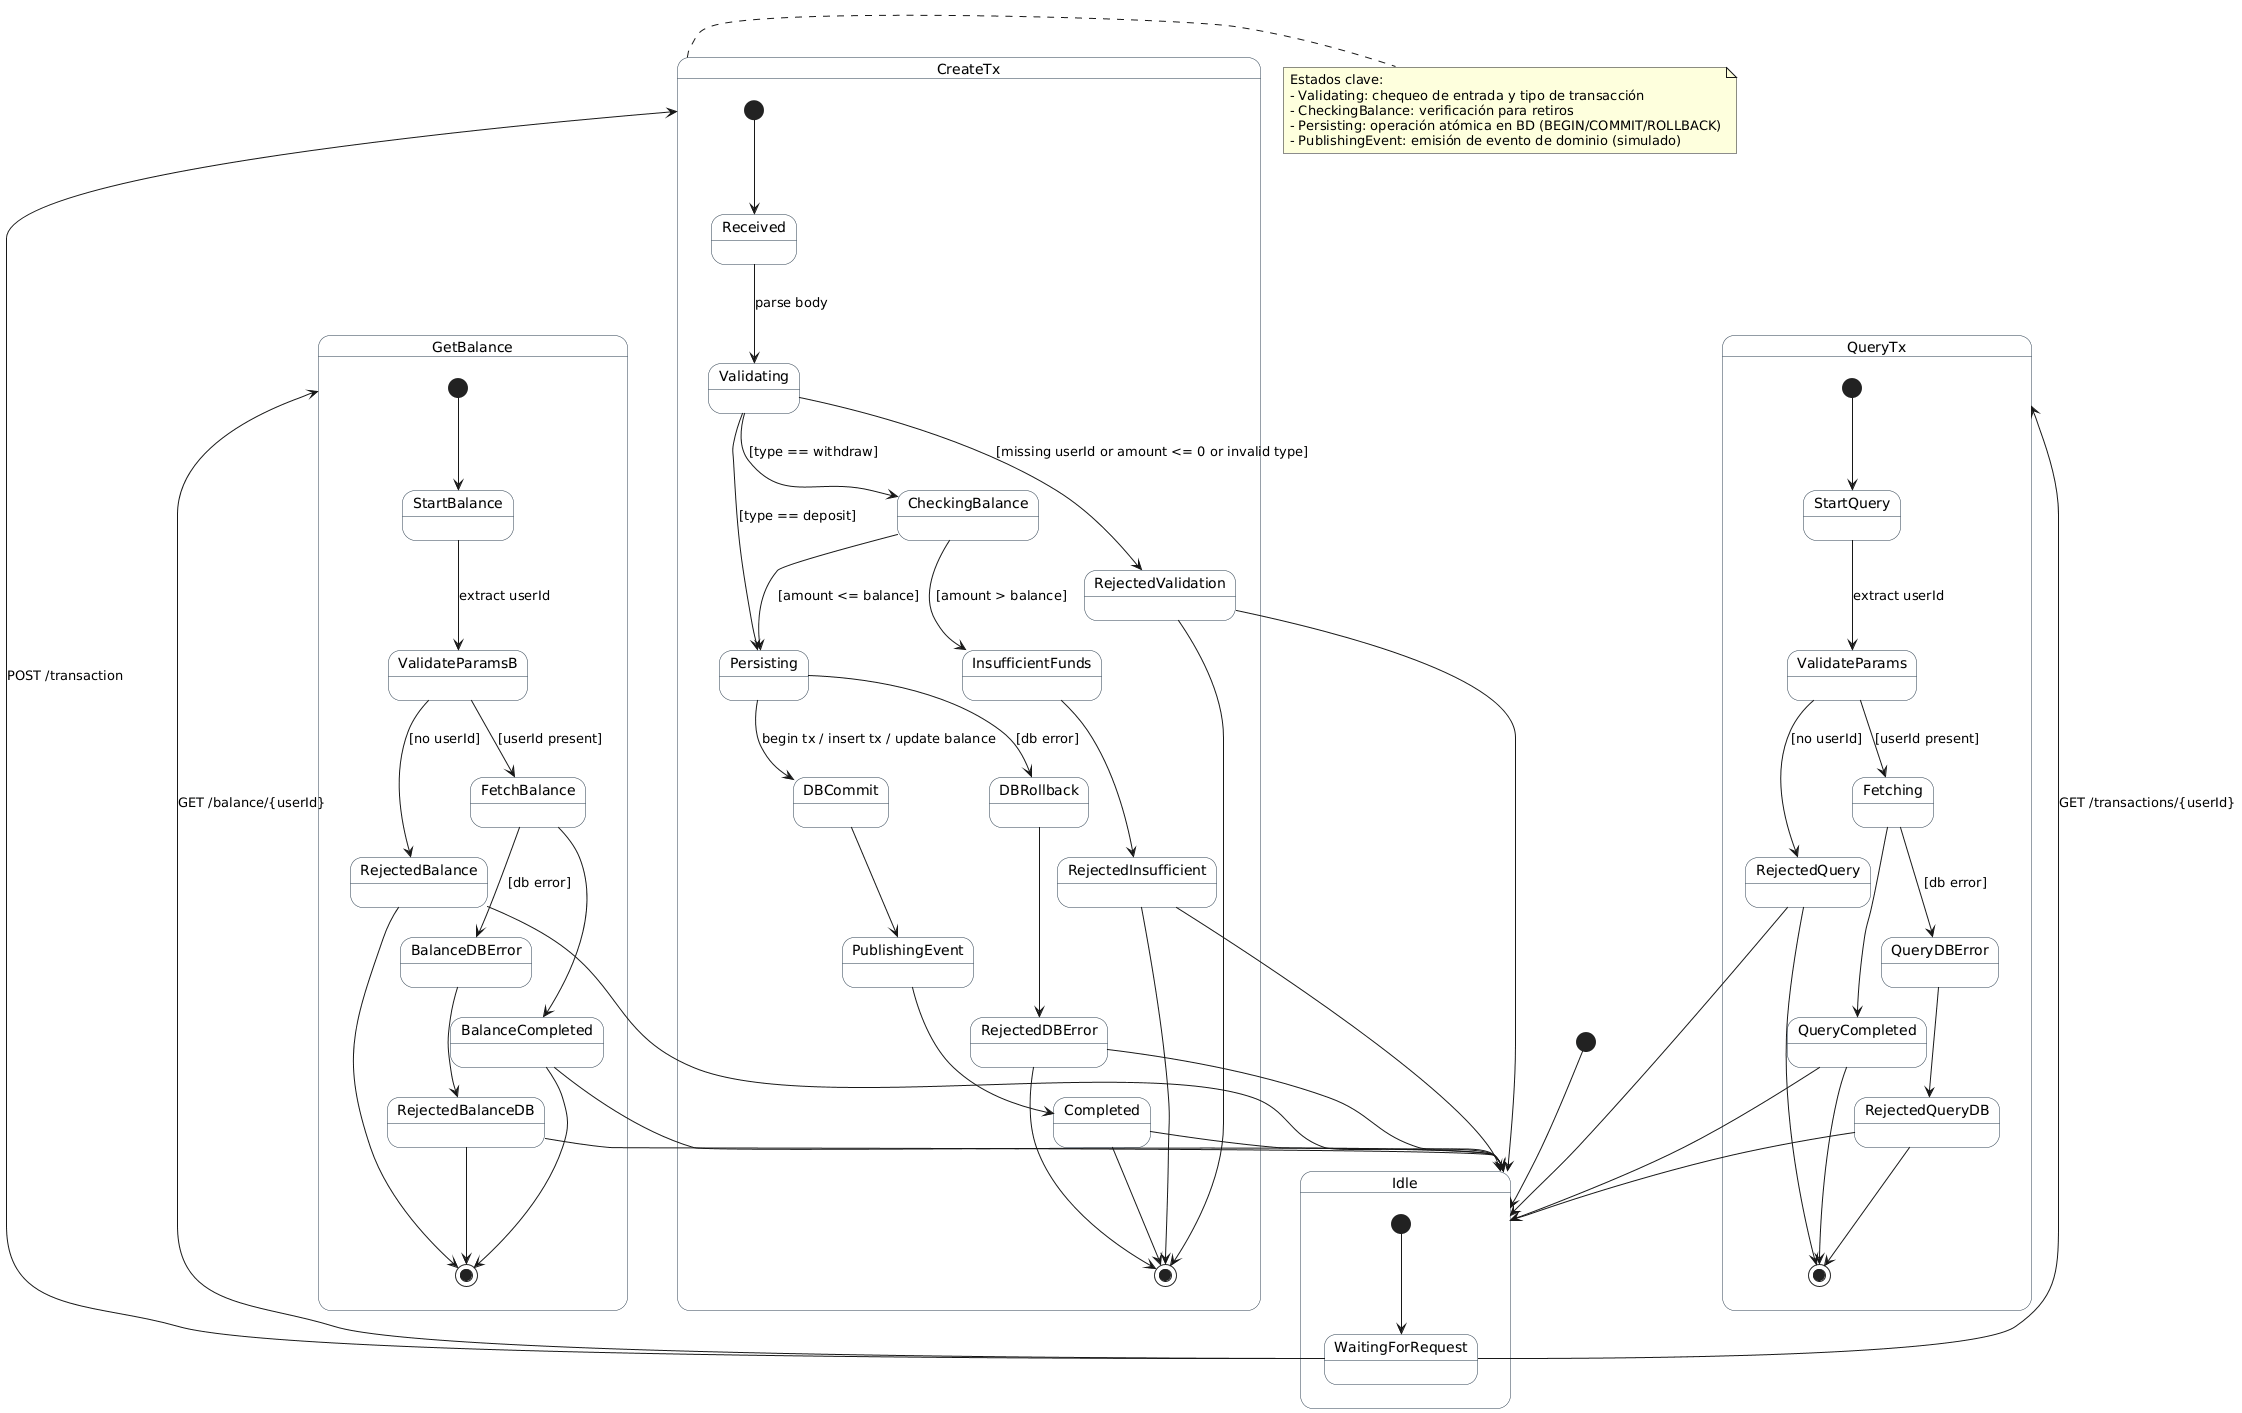 CreateTx
Estados clave:
- Validating: chequeo de entrada y tipo de transacción
- CheckingBalance: verificación para retiros
- Persisting: operación atómica en BD (BEGIN/COMMIT/ROLLBACK)
- PublishingEvent: emisión de evento de dominio (simulado)
Received
parse body
GetBalance
QueryTx
Validating
[type == withdraw]
[missing userId or amount <= 0 or invalid type]
StartBalance
CheckingBalance
StartQuery
[type == deposit]
RejectedValidation
extract userId
[amount <= balance]
[amount > balance]
extract userId
ValidateParamsB
Persisting
InsufficientFunds
ValidateParams
POST /transaction
[no userId]
[userId present]
begin tx / insert tx / update balance
[db error]
[no userId]
[userId present]
FetchBalance
DBCommit
DBRollback
Fetching
GET /balance/{userId}
GET /transactions/{userId}
RejectedBalance
RejectedInsufficient
RejectedQuery
[db error]
[db error]
BalanceDBError
PublishingEvent
QueryDBError
BalanceCompleted
RejectedDBError
QueryCompleted
RejectedBalanceDB
Completed
RejectedQueryDB
Idle
WaitingForRequest